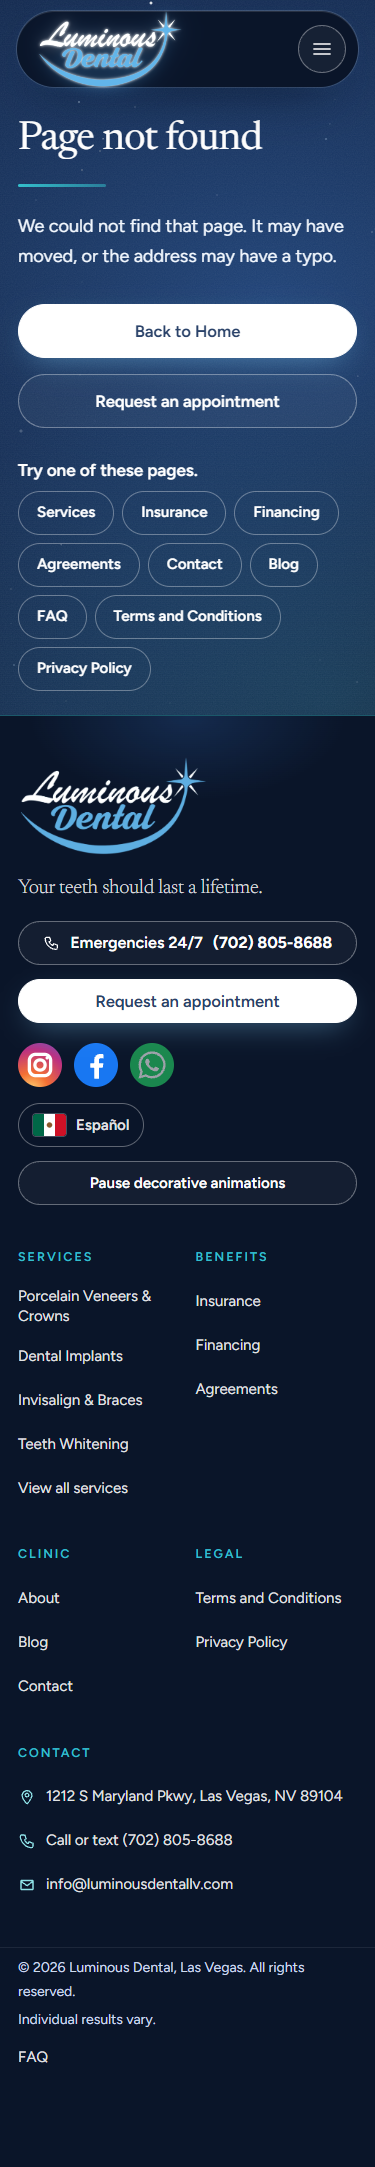 Luminous
Dental
Page not found
We could not find that page. It may have
moved, or the address may have a typo.
Back to Home
Request an appointment
Try one of these pages.
Services
Insurance
Financing
Agreements
Contact
Blog
FAQ
Terms and Conditions
Privacy Policy
Luminous
Dental
Your teeth should last a lifetime.
Emergencies 24/7 (702) 805-8688
Request an appointment
Español
Pause decorative animations
SERVICES
Porcelain Veneers &
Crowns
Dental Implants
Invisalign & Braces
Teeth Whitening
View all services
BENEFITS
Insurance
Financing
Agreements
CLINIC
About
Blog
Contact
LEGAL
Terms and Conditions
Privacy Policy
CONTACT
1212 S Maryland Pkwy, Las Vegas, NV 89104
Call or text (702) 805-8688
info@luminousdentallv.com
© 2026 Luminous Dental, Las Vegas. All rights
reserved.
Individual results vary.
FAQ